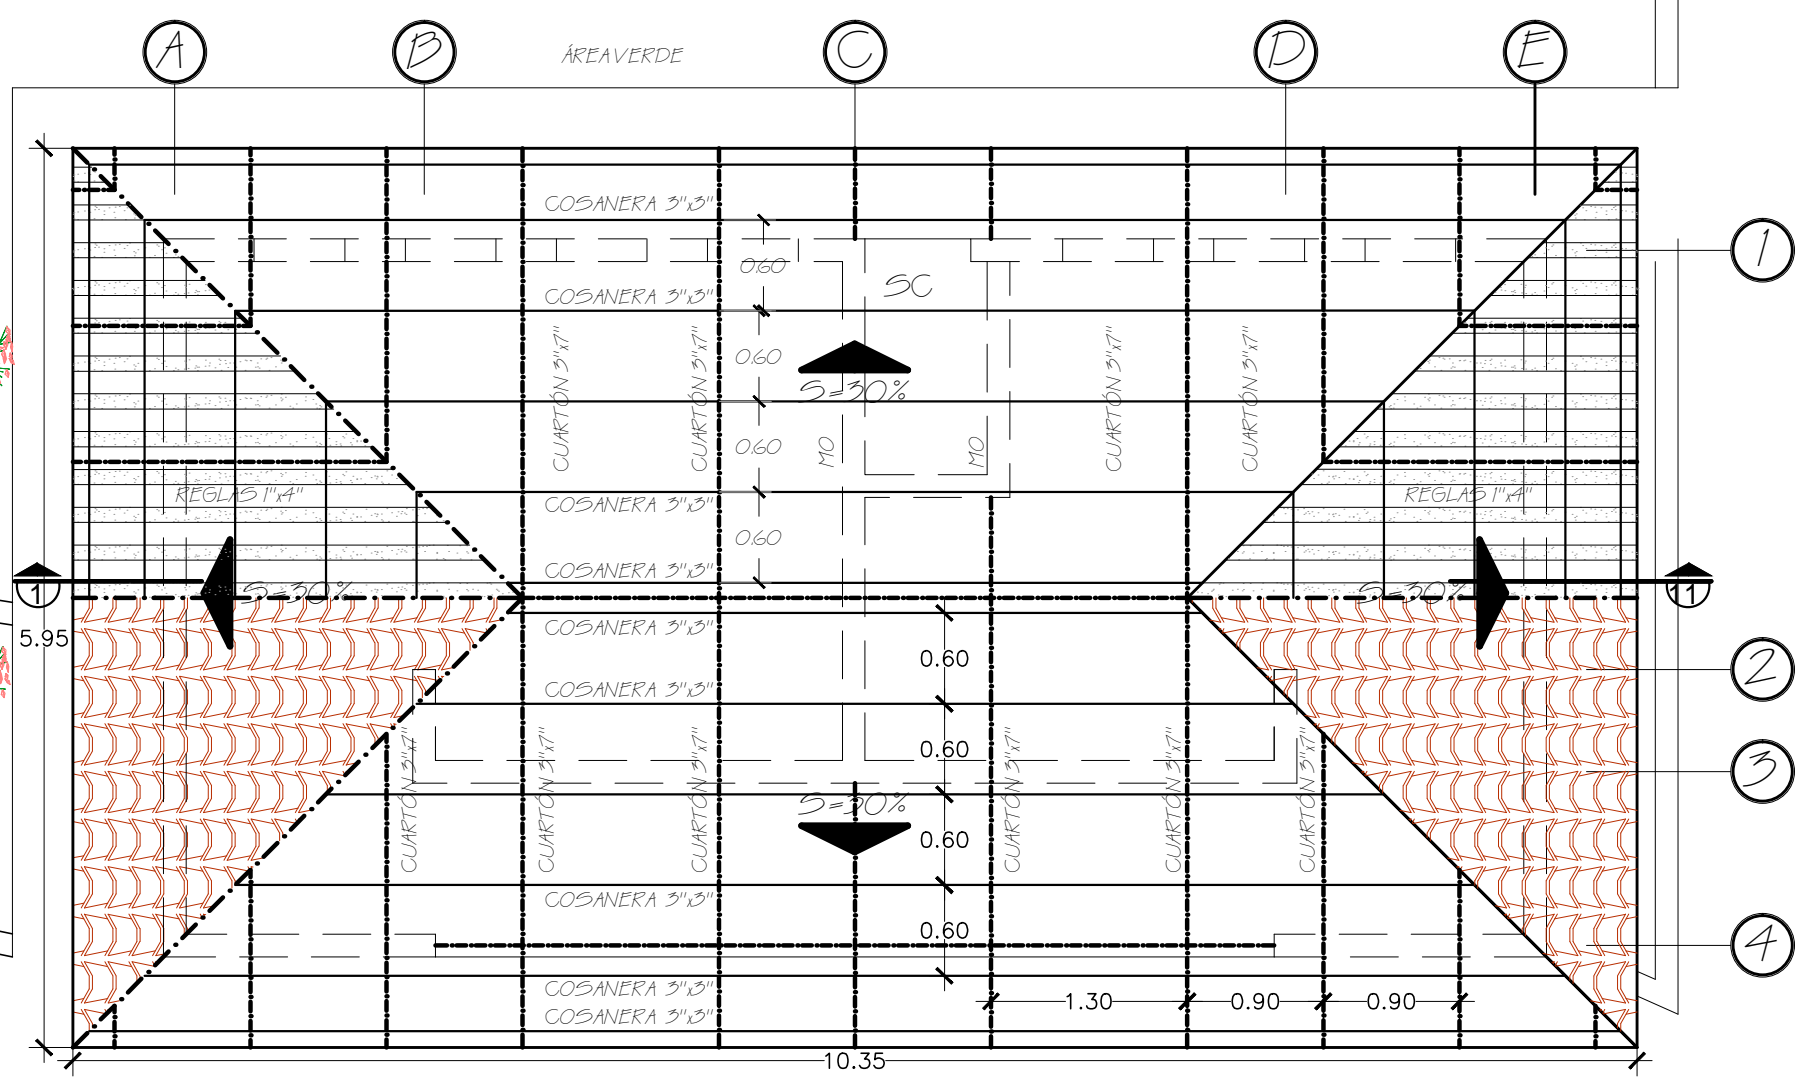 A
B
ÁREA VERDE
C
D
E
COSANERA 3"x3"
1
0.60
SC
COSANERA 3"x3"
CUARTÓN 3"x7"
CUARTÓN 3"x7"
0.60
S=30%
CUARTÓN 3"x7"
CUARTÓN 3"x7"
MO
MO
0.60
REGLAS 1"x4"
COSANERA 3"x3"
REGLAS 1"x4"
0.60
COSANERA 3"x3"
1
S=30%
S=30%
11
5.95
COSANERA 3"x3"
0.60
2
COSANERA 3"x3"
0.60
3
CUARTÓN 3"x7"
CUARTÓN 3"x7"
CUARTÓN 3"x7"
S=30%
CUARTÓN 3"x7"
CUARTÓN 3"x7"
CUARTÓN 3"x7"
0.60
COSANERA 3"x3"
0.60
4
COSANERA 3"x3"
1.30
0.90
0.90
COSANERA 3"x3"
10.35